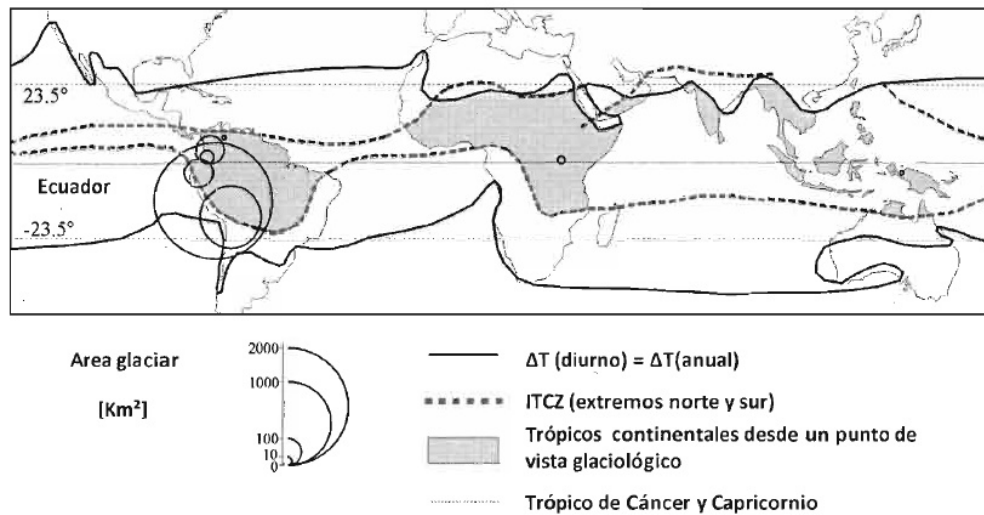 23.5°
Ecuador
-23.5°
Area glaciar
[Km²]
2000
1000
100
10
0
ΔT (diurno) = ΔT(anual)
ITCZ (extremos norte y sur)
Trópicos continentales desde un punto de
vista glaciológico
Trópico de Cáncer y Capricornio